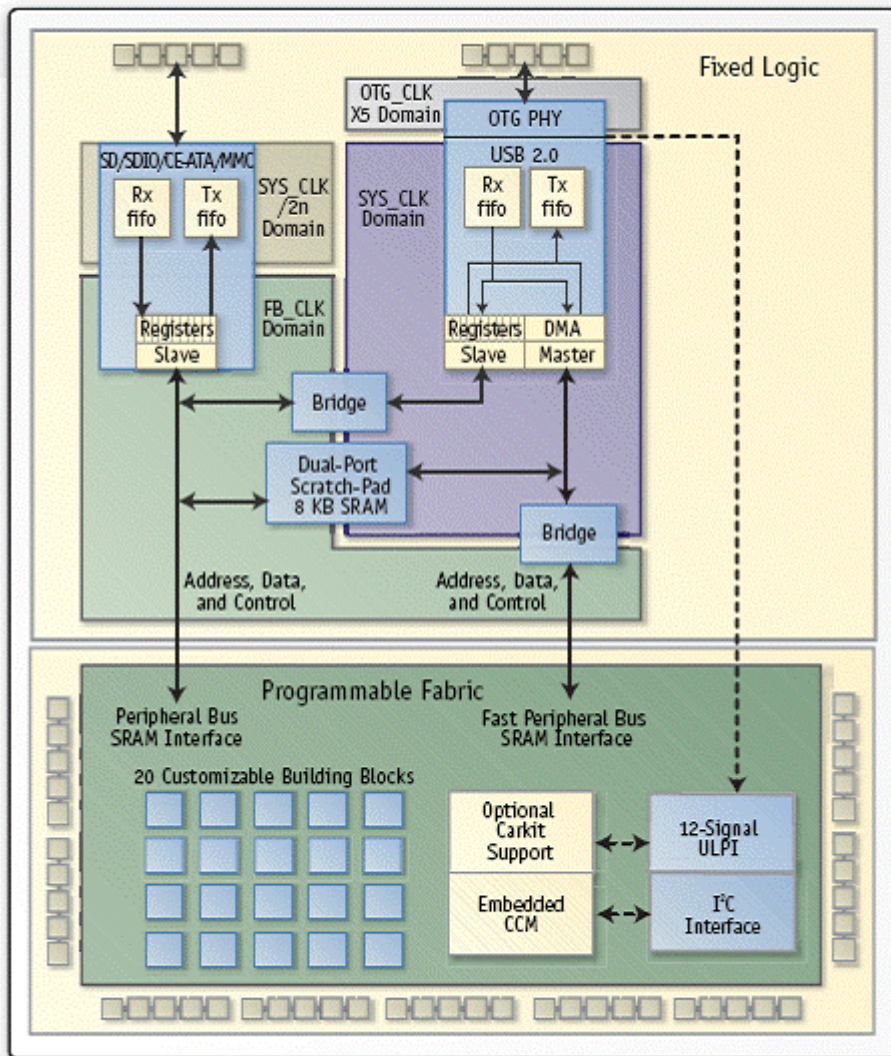 Fixed Logic
OTG_CLK
X5 Domain
OTG PHY
SD/SDIO/CE-ATA/MMC
Rx
fifo
Tx
fifo
SYS_CLK
/2n
Domain
SYS_CLK
Domain
USB 2.0
Rx
fifo
Tx
fifo
FB_CLK
Domain
Registers
Slave
Registers
DMA
Slave
Master
Bridge
Dual-Port
Scratch-Pad
8 KB SRAM
Bridge
Address, Data,
and Control
Address, Data,
and Control
Programmable Fabric
Peripheral Bus
SRAM Interface
Fast Peripheral Bus
SRAM Interface
20 Customizable Building Blocks
Optional
Carkit
Support
12-Signal
ULPI
Embedded
CCM
I²C
Interface